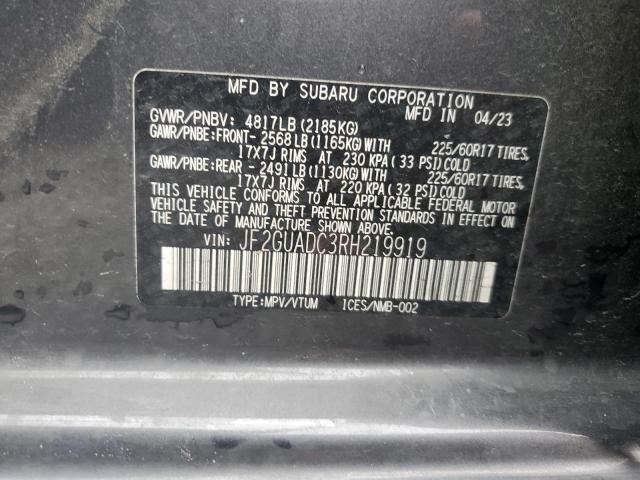 MFD BY SUBARU CORPORATION
MFD IN 04/23
GVWR/PNBV: 4817LB (2185KG)
GAWR/PNBE:FRONT- 2568LB (1165KG) WITH 225/60R17 TIRES,
17X7J RIMS AT 230 KPA (33 PSI) COLD
GAWR/PNBE:REAR - 2491LB (1130KG) WITH 225/60R17 TIRES,
17X7J RIMS AT 220 KPA (32 PSI) COLD
THIS VEHICLE CONFORMS TO ALL APPLICABLE FEDERAL MOTOR
VEHICLE SAFETY AND THEFT PREVENTION STANDARDS IN EFFECT ON
THE DATE OF MANUFACTURE SHOWN ABOVE.
VIN: JF2GUADC3RH219919
TYPE:MPV/VTUM ICES/NMB-002